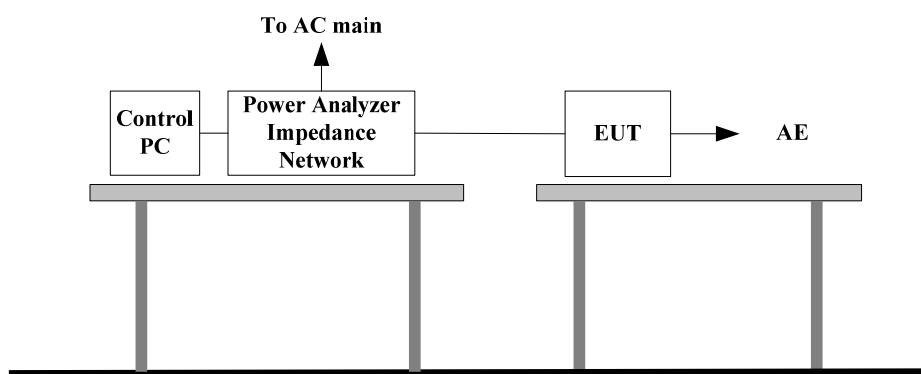 To AC main
Control
PC
Power Analyzer
Impedance
Network
EUT
AE